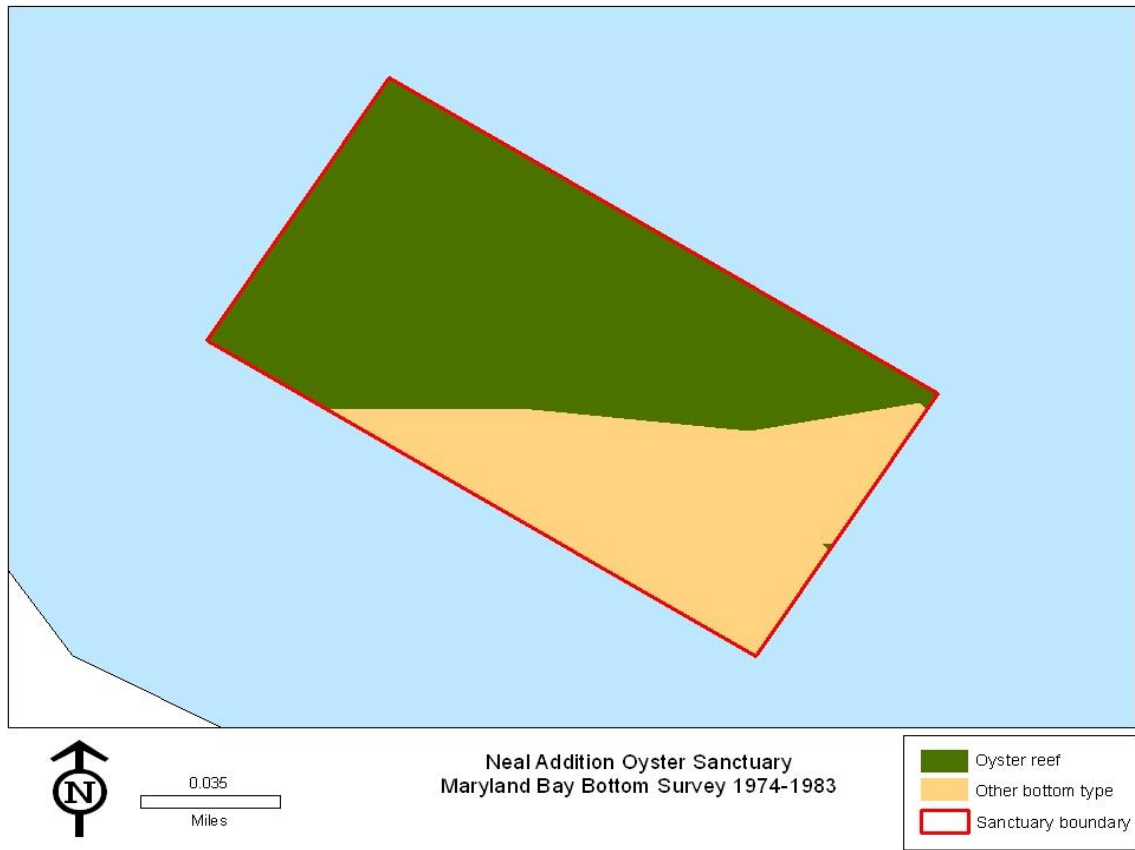 N
0.035
Miles
Neal Addition Oyster Sanctuary
Maryland Bay Bottom Survey 1974-1983
Oyster reef
Other bottom type
Sanctuary boundary